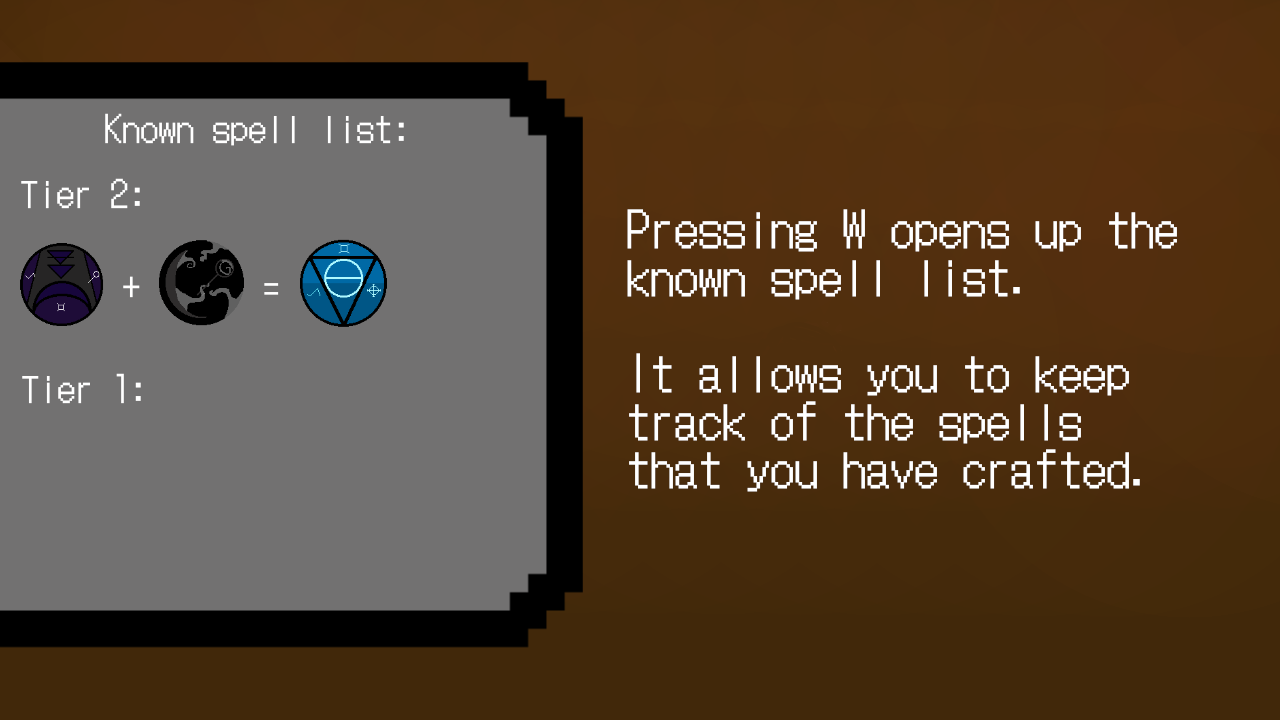 Known spell list:
Tier 2:
+ =
Tier 1:
Pressing W opens up the
known spell list.
It allows you to keep
track of the spells
that you have crafted.